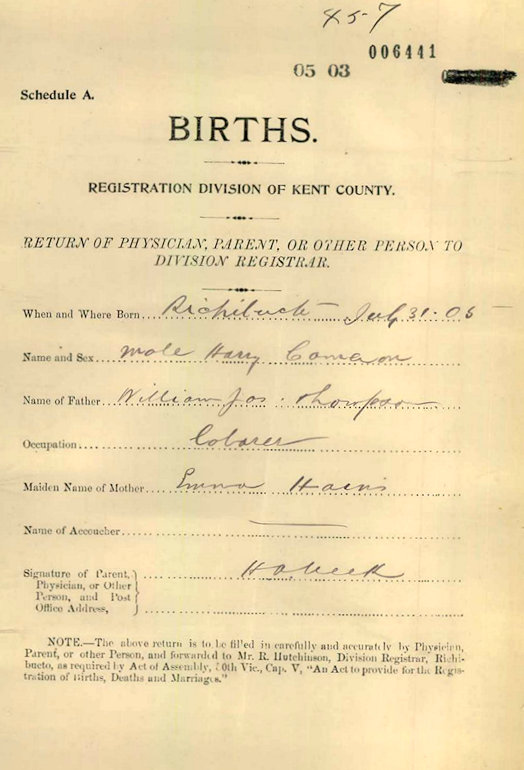 457
006441
05 03
Schedule A.
BIRTHS.
REGISTRATION DIVISION OF KENT COUNTY.
RETURN OF PHYSICIAN, PARENT, OR OTHER PERSON TO
DIVISION REGISTRAR.
When and Where Born Richibucto July 31-05
Name and Sex male Harry Cameron
Name of Father William Jos. Thompson
Occupation Laborer
Maiden Name of Mother Emma
Name of Accoucher
Signature of Parent,
Physician, or Other
Person, and Post
Office Address,
NOTE.—The above return is to be filled in carefully and accurately by Physician,
Parent, or other Person, and forwarded to Mr. R. Hutchinson, Division Registrar, Richi-
bucto, as required by Act of Assembly, 50th Vic., Cap. V, "An Act to provide for the Regis-
tration of Births, Deaths and Marriages."